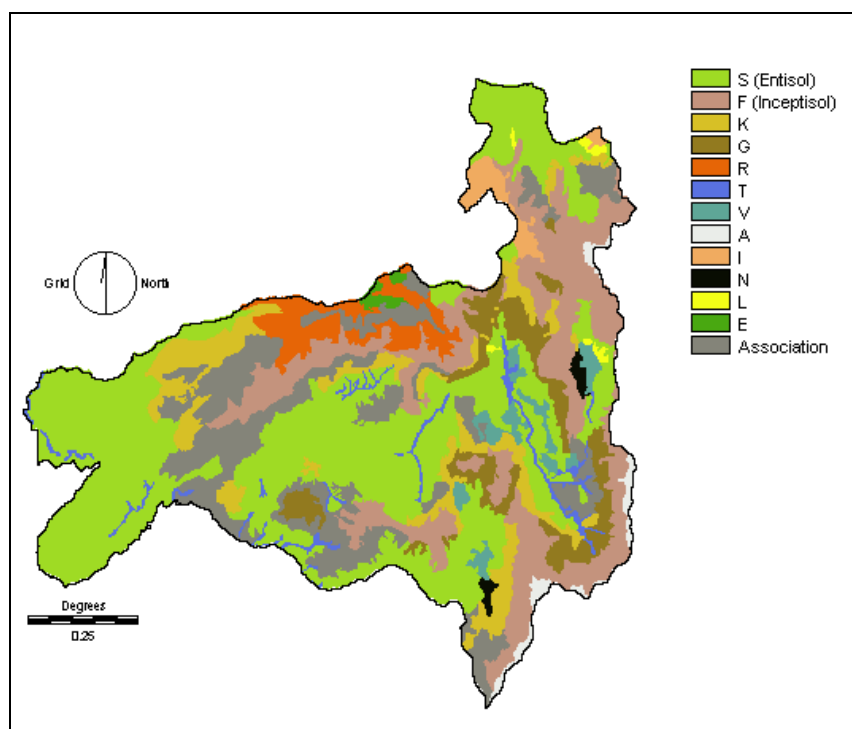 S (Entisol)
F (Inceptisol)
K
G
R
T
V
A
I
N
L
E
Association
Grid North
Degrees
0.25